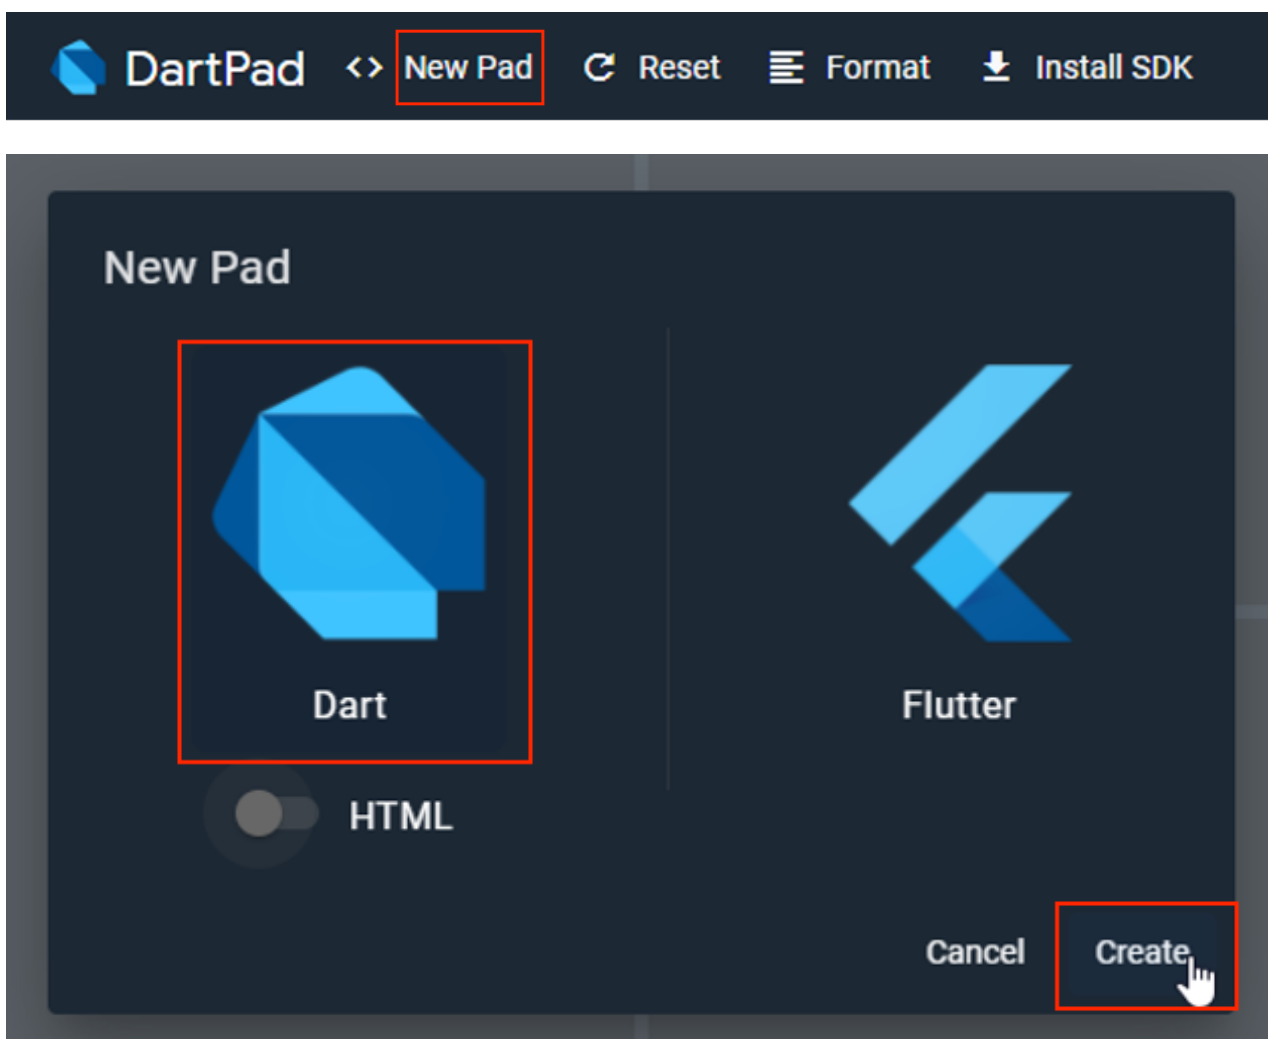 DartPad <> New Pad Reset Format Install SDK
New Pad
Dart Flutter
HTML
Cancel Create